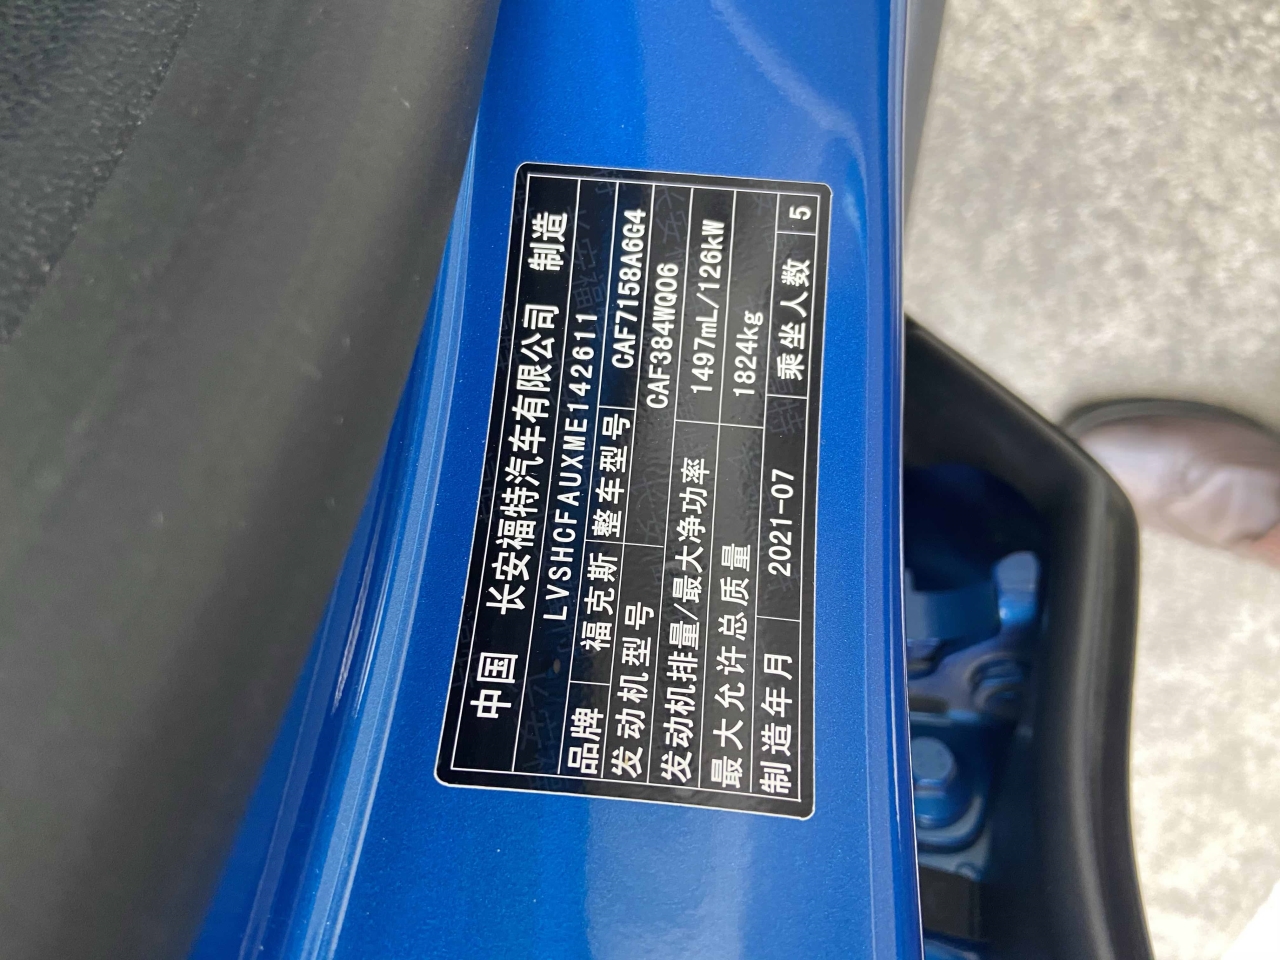 中国 长安福特汽车有限公司 制造
LVSHCFAUXME142611
品牌 福克斯 整车型号 CAF7158A6G4
发动机型号 CAF384WQ06
发动机排量/最大净功率 1497mL/126kW
最大允许总质量 1824kg
制造年月 2021-07 乘坐人数 5